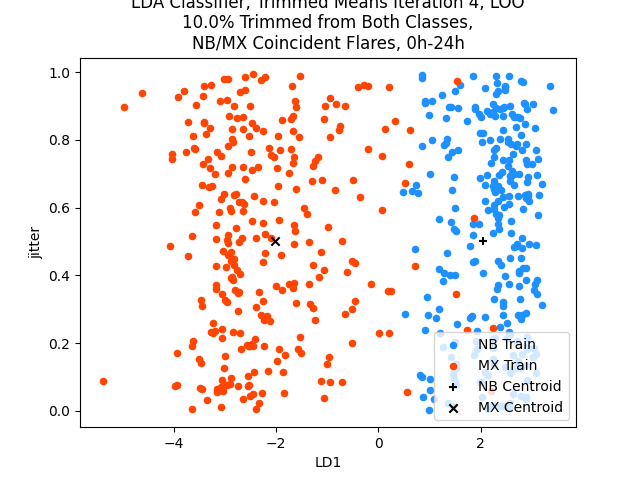 LDA Classifier, Trimmed Means Iteration 4, LOO
10.0% Trimmed from Both Classes,
NB/MX Coincident Flares, 0h-24h
1.0
0.8
0.6
0.4
0.2
0.0
jitter
−4
−2
0
2
LD1
NB Train
MX Train
NB Centroid
MX Centroid